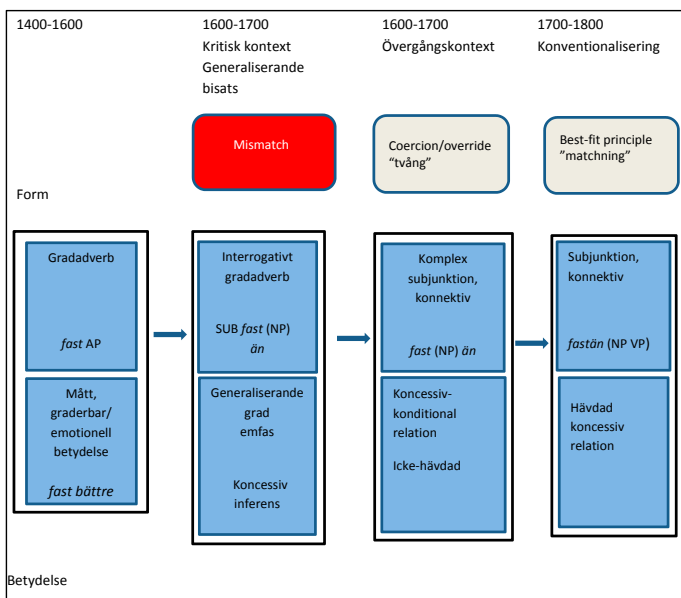 1400-1600
1600-1700
Kritisk kontext
Generaliserande
bisats
1600-1700
Övergångskontext
1700-1800
Konventionalisering
Mismatch
Coercion/override
“tvång”
Best-fit principle
”matchning”
Form
Gradadverb
fast AP
Interrogativt
gradadverb
SUB fast (NP)
än
Komplex
subjunktion,
konnektiv
fast (NP) än
Subjunktion,
konnektiv
fastän (NP VP)
Mått,
graderbar/
emotionell
betydelse
fast bättre
Generaliserande
grad
emfas
Koncessiv
inferens
Koncessiv-
konditional
relation
Icke-hävdad
Hävdad
koncessiv
relation
Betydelse